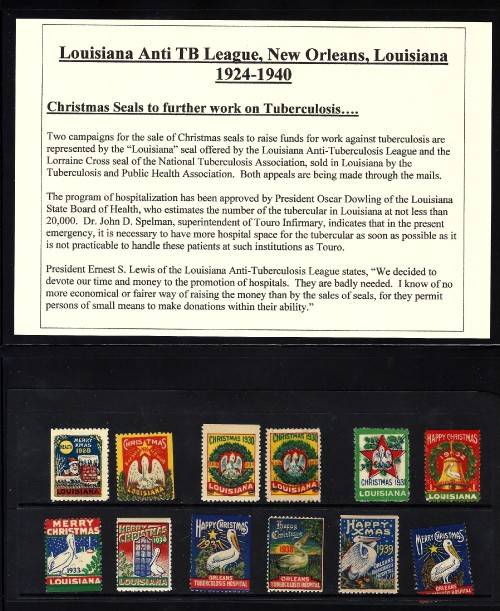 Louisiana Anti TB League, New Orleans, Louisiana
1924-1940
Christmas Seals to further work on Tuberculosis….
Two campaigns for the sale of Christmas seals to raise funds for work against tuberculosis are
represented by the “Louisiana” seal offered by the Louisiana Anti-Tuberculosis League and the
Lorraine Cross seal of the National Tuberculosis Association, sold in Louisiana by the
Tuberculosis and Public Health Association. Both appeals are being made through the mails.
The program of hospitalization has been approved by President Oscar Dowling of the Louisiana
State Board of Health, who estimates the number of the tubercular in Louisiana at not less than
20,000. Dr. John D. Spelman, superintendent of Touro Infirmary, indicates that in the present
emergency, it is necessary to have more hospital space for the tubercular as soon as possible as it
is not practicable to handle these patients at such institutions as Touro.
President Ernest S. Lewis of the Louisiana Anti-Tuberculosis League states, “We decided to
devote our time and money to the promotion of hospitals. They are badly needed. I know of no
more economical or fairer way of raising the money than by the sales of seals, for they permit
persons of small means to make donations within their ability.”
MERRY
XMAS
1928
LOUISIANA
CHRISTMAS
LOUISIANA
CHRISTMAS 1930
LOUISIANA
CHRISTMAS 1930
LOUISIANA
CHRISTMAS 1931
LOUISIANA
HAPPY CHRISTMAS
LOUISIANA
MERRY
CHRISTMAS
1933
LOUISIANA
MERRY
CHRISTMAS
1934
LOUISIANA
HAPPY CHRISTMAS
ORLEANS
TUBERCULOSIS HOSPITAL
Happy
Christmas
1938
ORLEANS
TUBERCULOSIS HOSPITAL
HAPPY
XMAS
1939
ORLEANS
TUBERCULOSIS
HOSPITAL
MERRY CHRISTMAS
ORLEANS
TUBERCULOSIS HOSPITAL